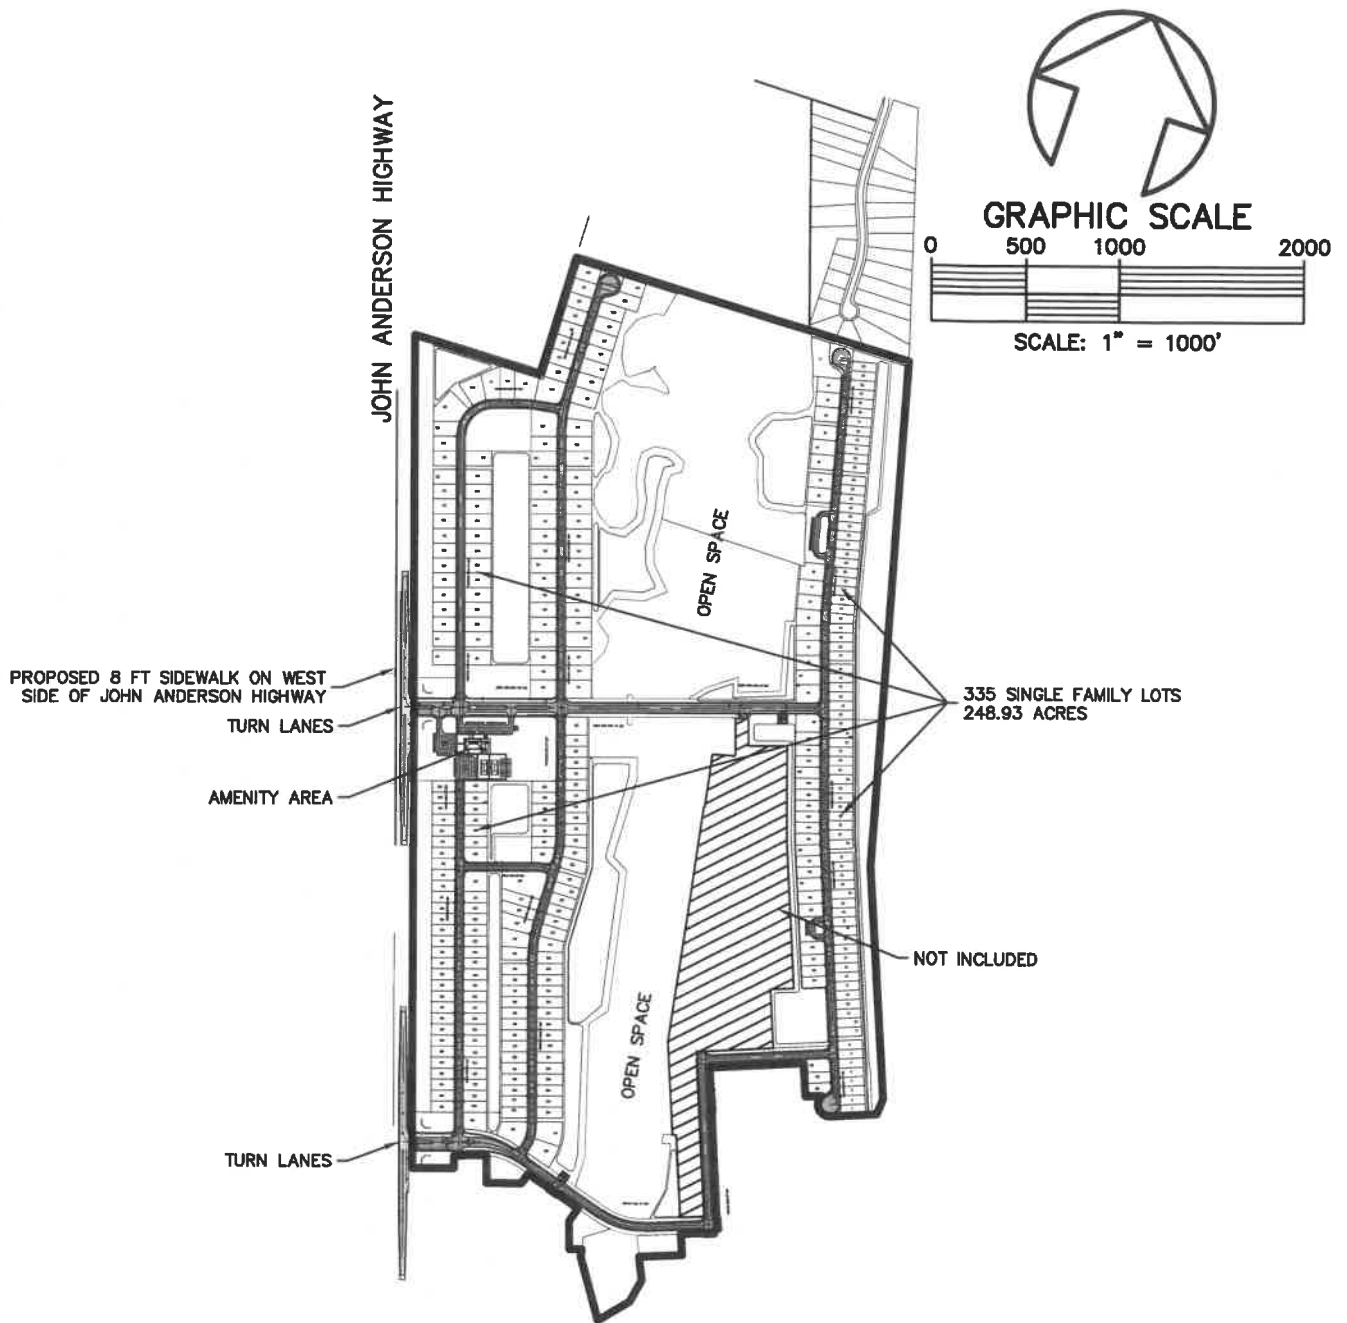 JOHN ANDERSON HIGHWAY
GRAPHIC SCALE
0 500 1000 2000
SCALE: 1" = 1000'
OPEN SPACE
PROPOSED 8 FT SIDEWALK ON WEST
SIDE OF JOHN ANDERSON HIGHWAY
TURN LANES
335 SINGLE FAMILY LOTS
248.93 ACRES
AMENITY AREA
NOT INCLUDED
OPEN SPACE
TURN LANES